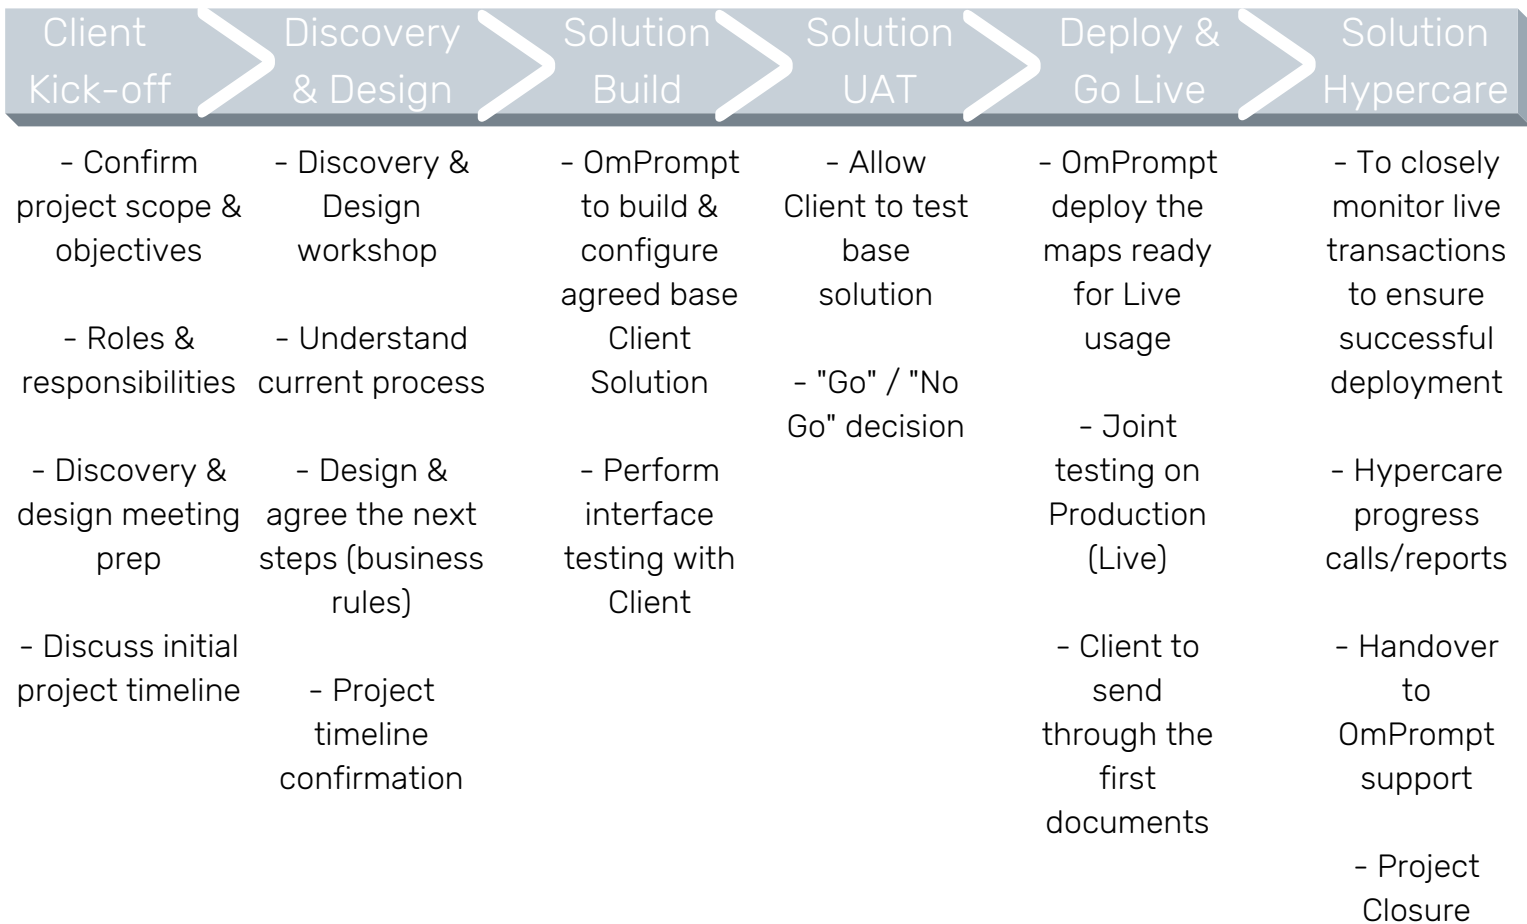 Client
Kick-off
Discovery
& Design
Solution
Build
Solution
UAT
Deploy &
Go Live
Solution
Hypercare
- Confirm
project scope &
objectives
- Roles &
responsibilities
- Discovery &
design meeting
prep
- Discuss initial
project timeline
- Discovery &
Design
workshop
- Understand
current process
- Design &
agree the next
steps (business
rules)
- Project
timeline
confirmation
- OmPrompt
to build &
configure
agreed base
Client
Solution
- Perform
interface
testing with
Client
- Allow
Client to test
base
solution
- "Go" / "No
Go" decision
- OmPrompt
deploy the
maps ready
for Live
usage
- Joint
testing on
Production
(Live)
- Client to
send
through the
first
documents
- To closely
monitor live
transactions
to ensure
successful
deployment
- Hypercare
progress
calls/reports
- Handover
to
OmPrompt
support
- Project
Closure